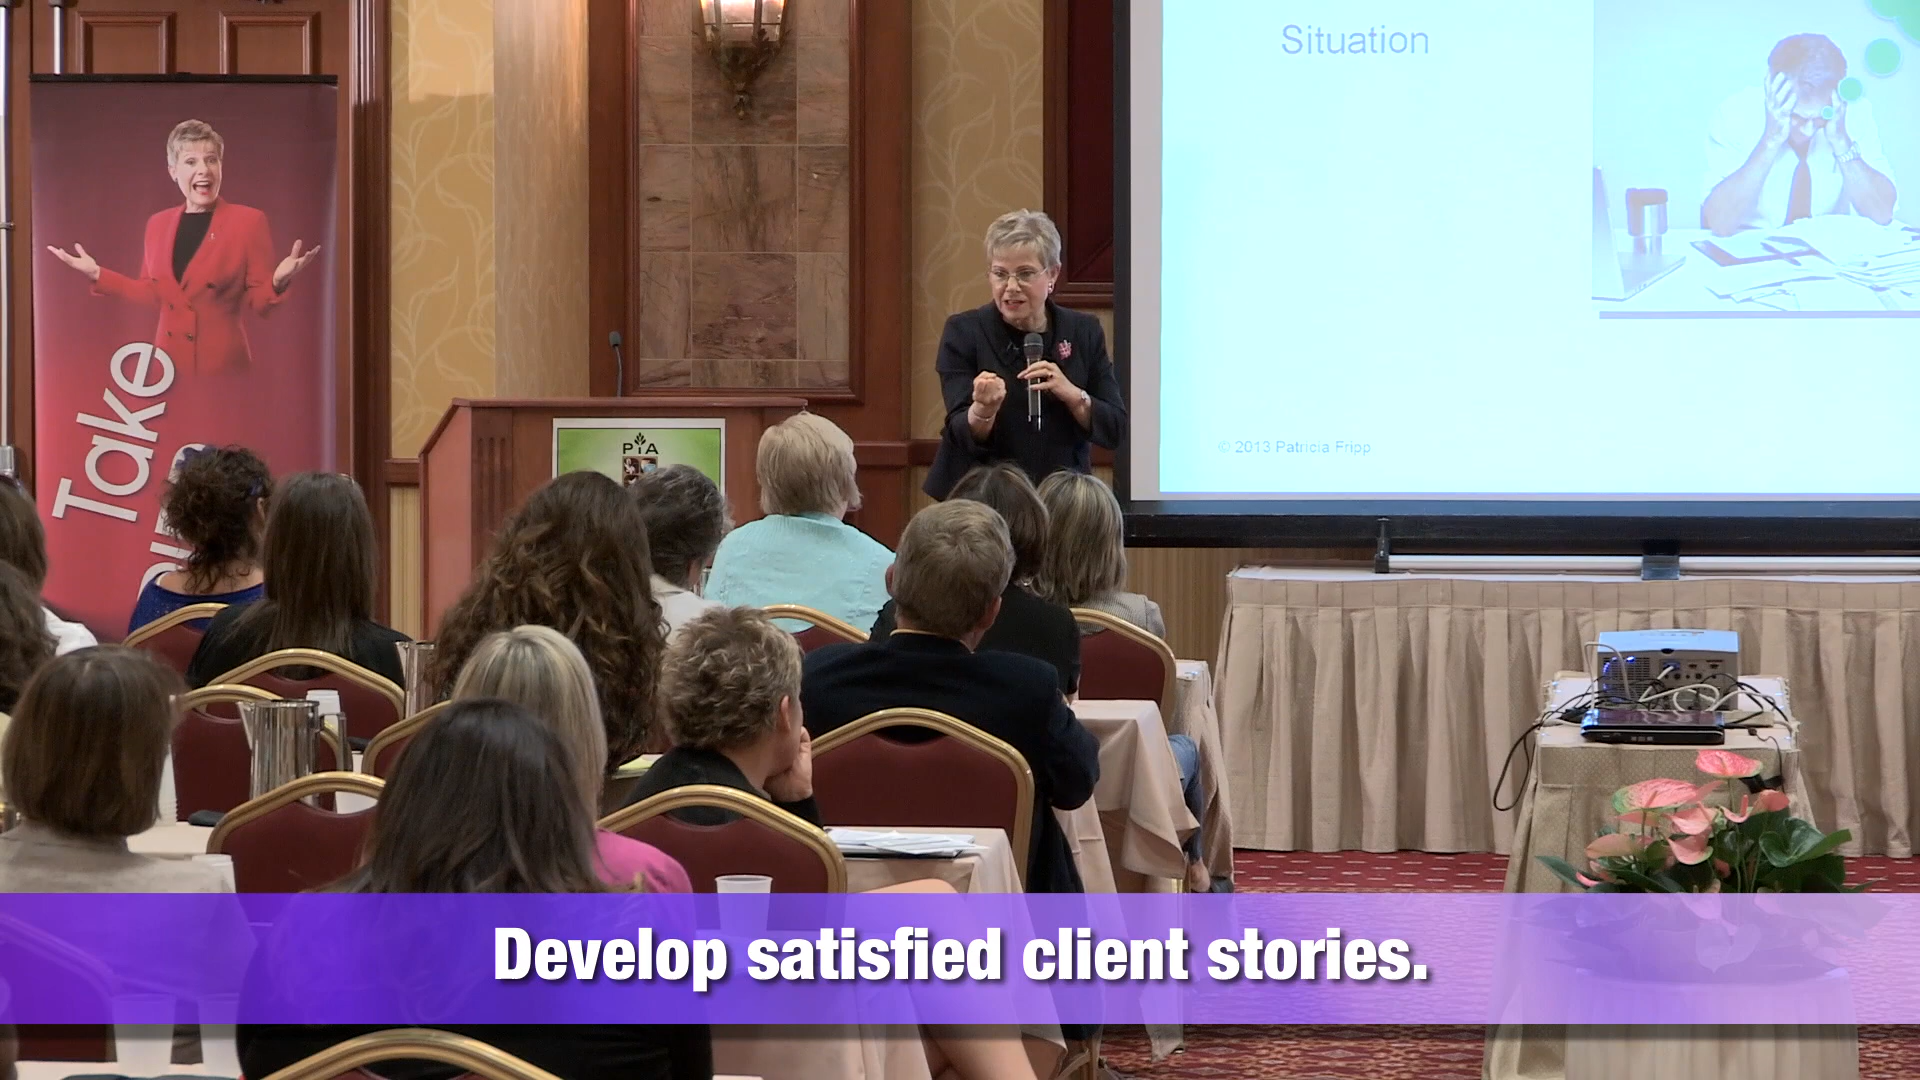 Situation
© 2013 Patricia Fripp
Take
PIA
Develop satisfied client stories.